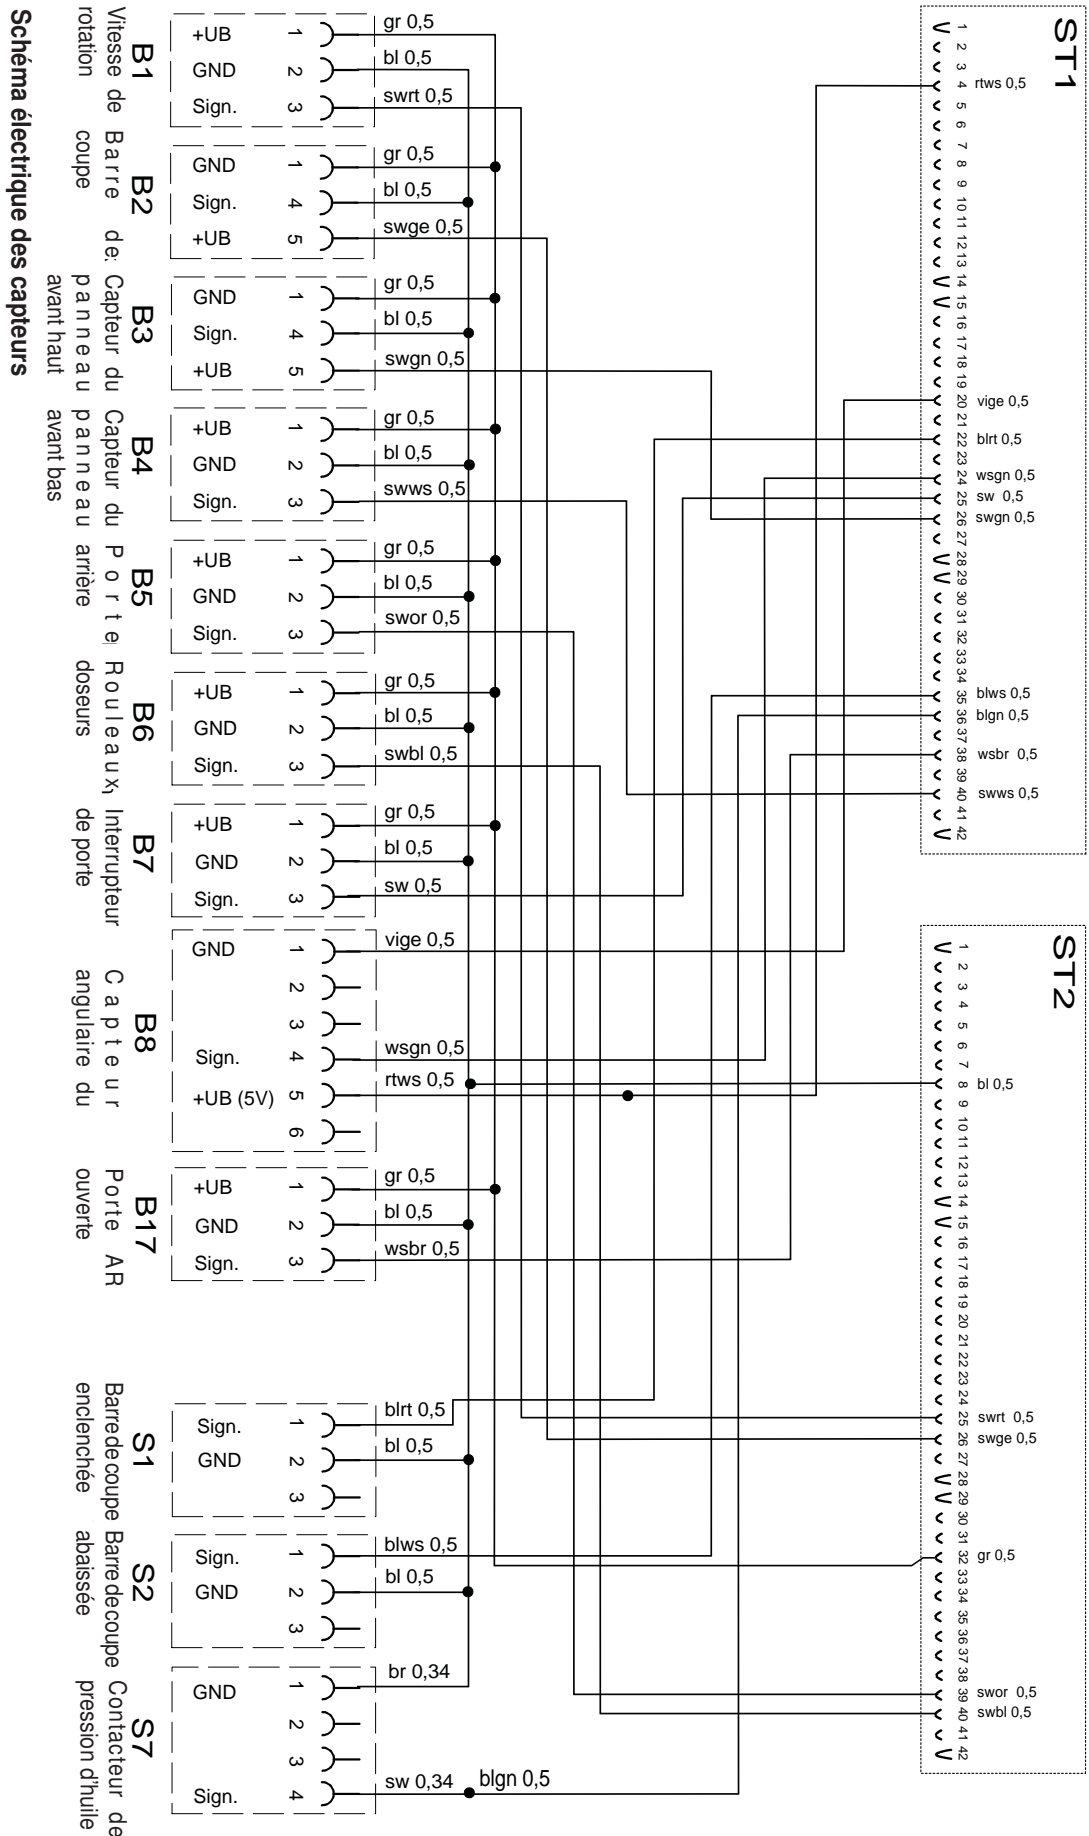 Schéma électrique des capteurs
B1
Vitesse de
rotation
+UB 1 gr 0,5
GND 2 bl 0,5
Sign. 3 swrt 0,5
B2
Barre de
coupe
GND 1 gr 0,5
Sign. 4 bl 0,5
+UB 5 swge 0,5
B3
Capteur du
panneau
avant haut
GND 1 gr 0,5
Sign. 4 bl 0,5
+UB 5 swgn 0,5
B4
Capteur du
panneau
avant bas
+UB 1 gr 0,5
GND 2 bl 0,5
Sign. 3 swws 0,5
B5
Porte
arrière
+UB 1 gr 0,5
GND 2 bl 0,5
Sign. 3 swor 0,5
B6
Rouleaux
doseurs
+UB 1 gr 0,5
GND 2 bl 0,5
Sign. 3 swbl 0,5
B7
Interrupteur
de porte
+UB 1 gr 0,5
GND 2 bl 0,5
Sign. 3 sw 0,5
B8
Capteur
angulaire du
GND 1 vige 0,5
2
3
Sign. 4 wsgn 0,5
+UB (5V) 5 rtws 0,5
6
B17
Porte AR
ouverte
+UB 1 gr 0,5
GND 2 bl 0,5
Sign. 3 wsbr 0,5
S1
Barre de coupe
enclenchée
Sign. 1 blrt 0,5
GND 2 bl 0,5
3
S2
Barre de coupe
abaissée
Sign. 1 blws 0,5
GND 2 bl 0,5
3
S7
Contacteur de
pression d'huile
GND 1 br 0,34
2
3
Sign. 4 sw 0,34 blgn 0,5
ST1
1
2
3
4 rtws 0,5
5
6
7
8
9
10
11
12
13
14
15
16
17
18
19
20 vige 0,5
21
22 blrt 0,5
23
24 wsgn 0,5
25 sw 0,5
26 swgn 0,5
27
28
29
30
31
32
33
34
35 blws 0,5
36 blgn 0,5
37
38 wsbr 0,5
39
40 swws 0,5
41
42
ST2
1
2
3
4
5
6
7
8 bl 0,5
9
10
11
12
13
14
15
16
17
18
19
20
21
22
23
24
25 swrt 0,5
26 swge 0,5
27
28
29
30
31
32 gr 0,5
33
34
35
36
37
38
39 swor 0,5
40 swbl 0,5
41
42